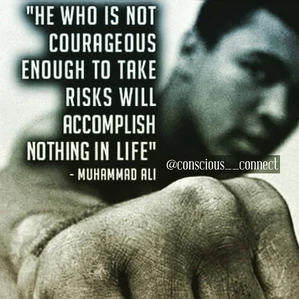 "HE WHO IS NOT
COURAGEOUS
ENOUGH TO TAKE
RISKS WILL
ACCOMPLISH
NOTHING IN LIFE"
- MUHAMMAD ALI
@conscious__connect